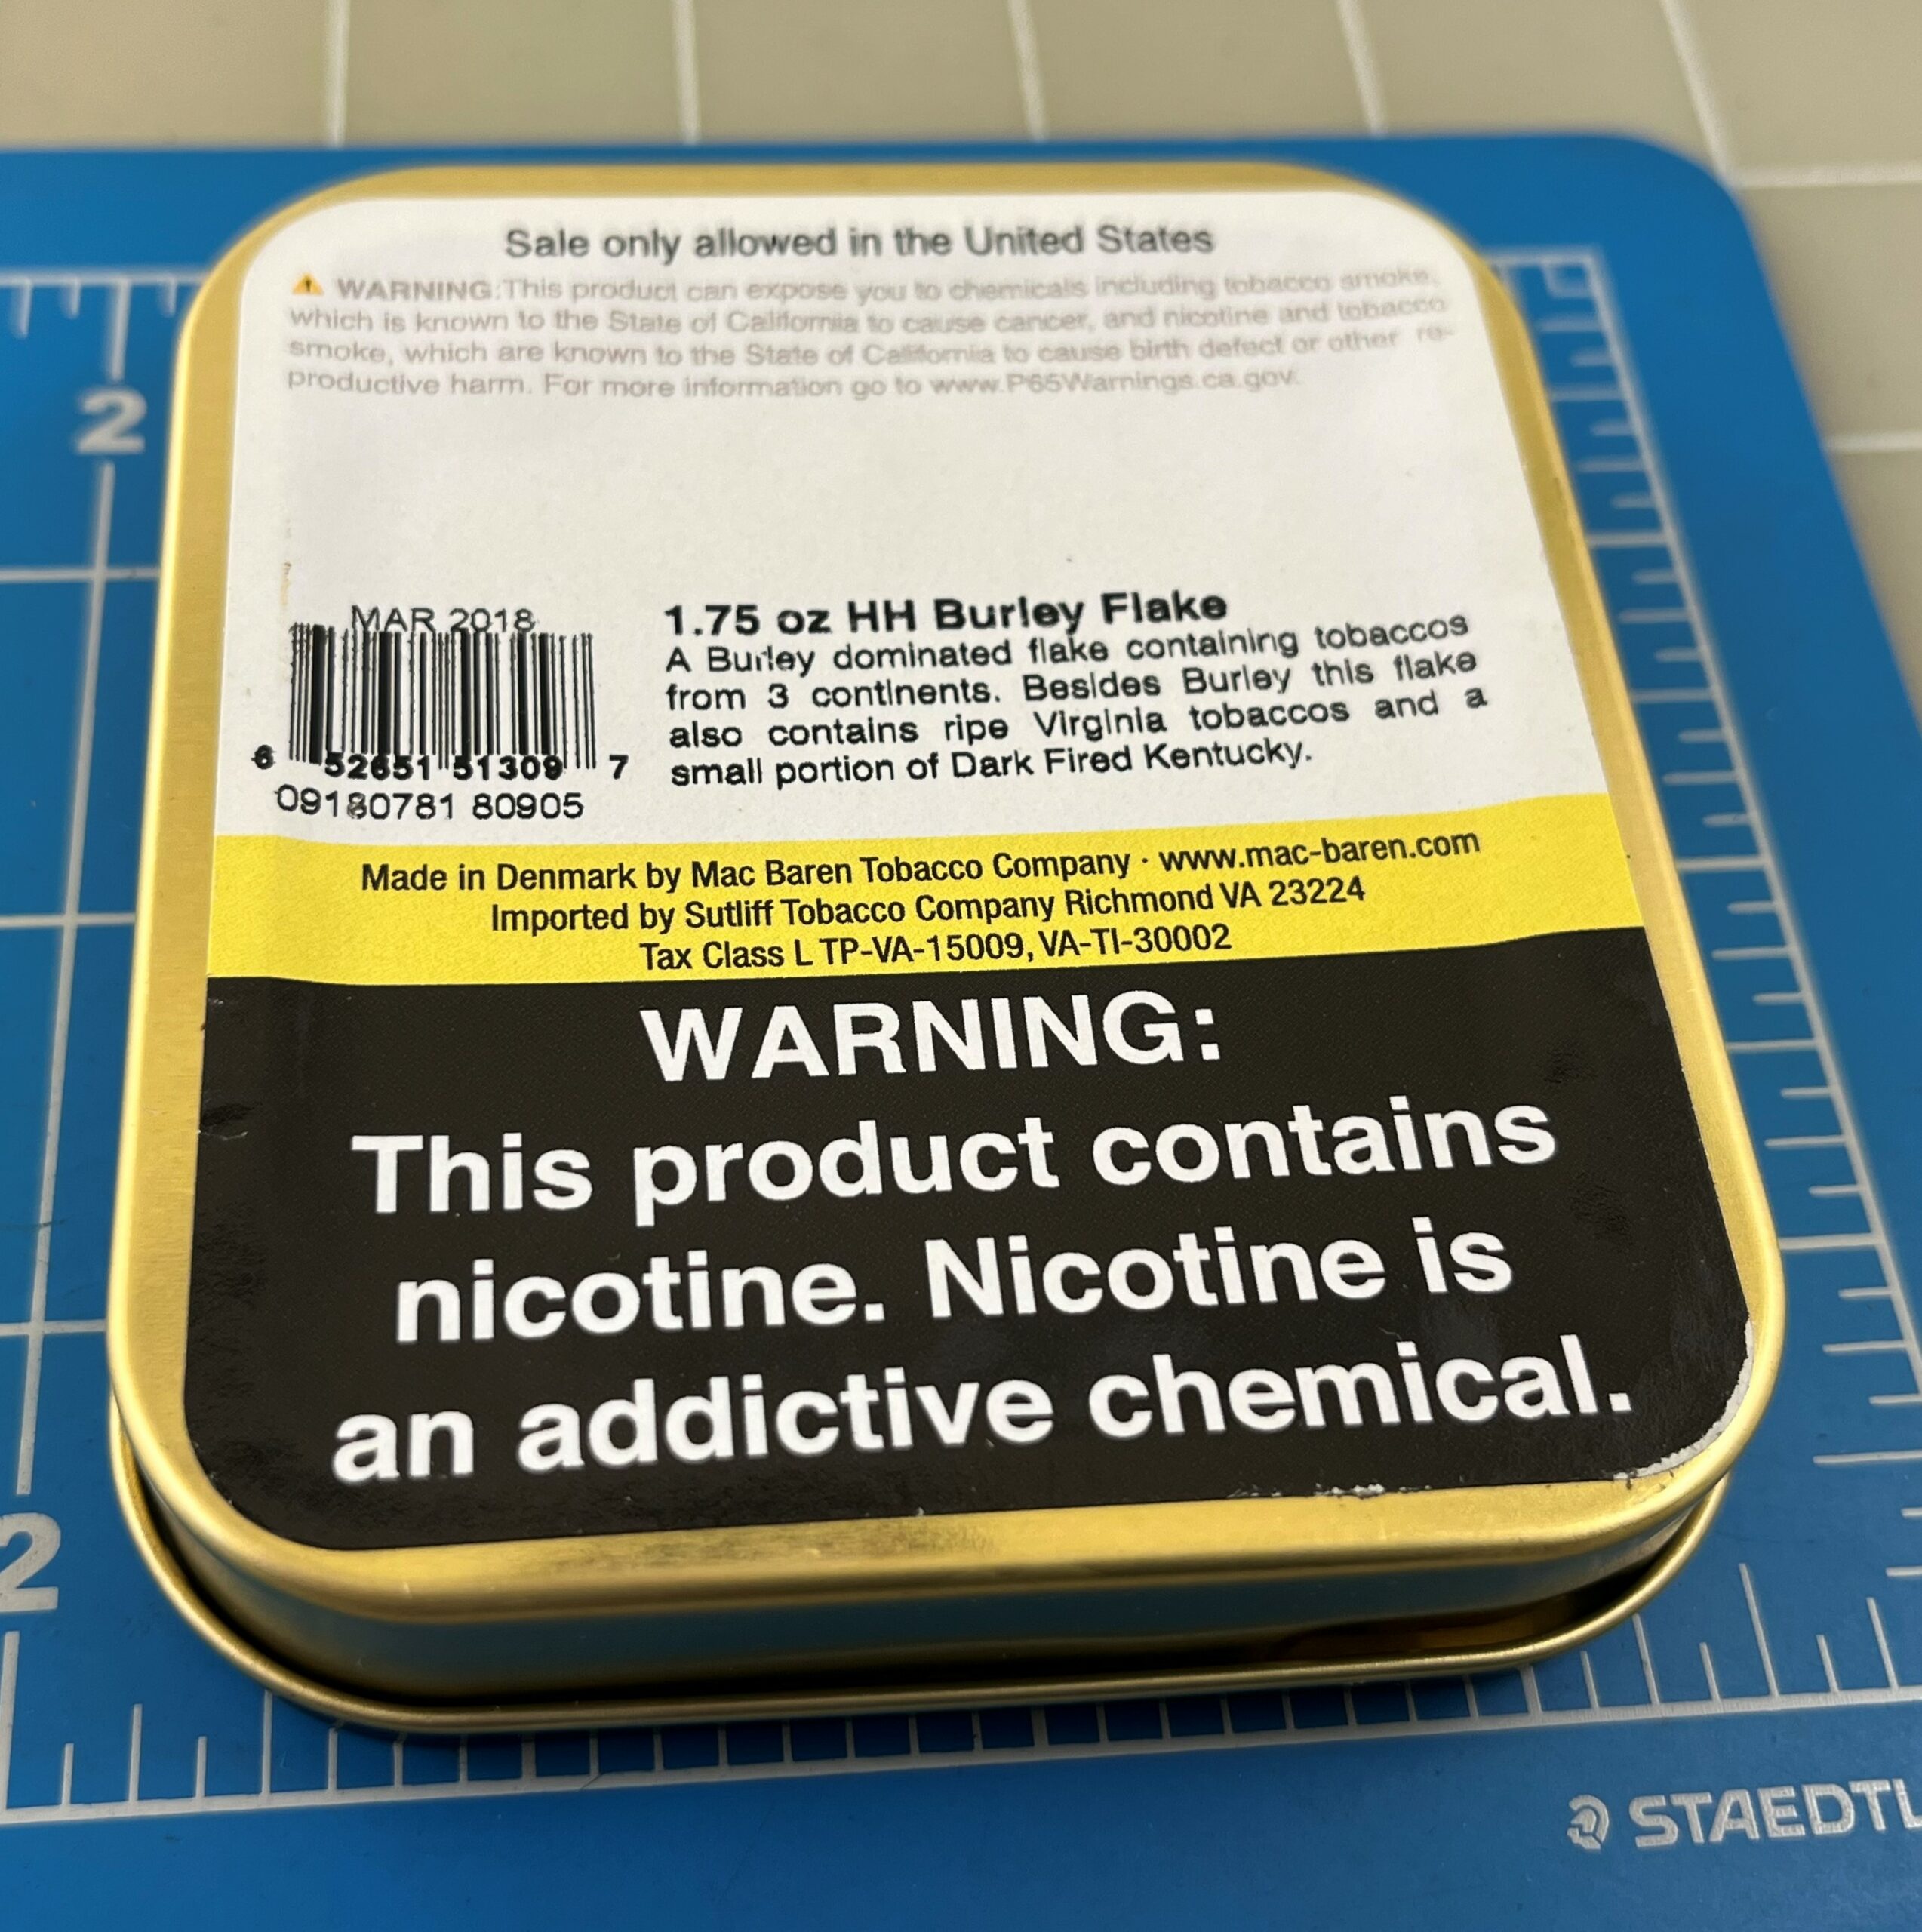 Sale only allowed in the United States
⚠ WARNING:This product can expose you to chemicals including tobacco smoke,
which is known to the State of California to cause cancer, and nicotine and tobacco
smoke, which are known to the State of California to cause birth defect or other re-
productive harm. For more information go to www.P65Warnings.ca.gov.
2
MAR 2018
6 52651 51309 7
09180781 80905
1.75 oz HH Burley Flake
A Burley dominated flake containing tobaccos
from 3 continents. Besides Burley this flake
also contains ripe Virginia tobaccos and a
small portion of Dark Fired Kentucky.
Made in Denmark by Mac Baren Tobacco Company · www.mac-baren.com
Imported by Sutliff Tobacco Company Richmond VA 23224
Tax Class L TP-VA-15009, VA-TI-30002
WARNING:
This product contains
nicotine. Nicotine is
an addictive chemical.
2
STAEDTL